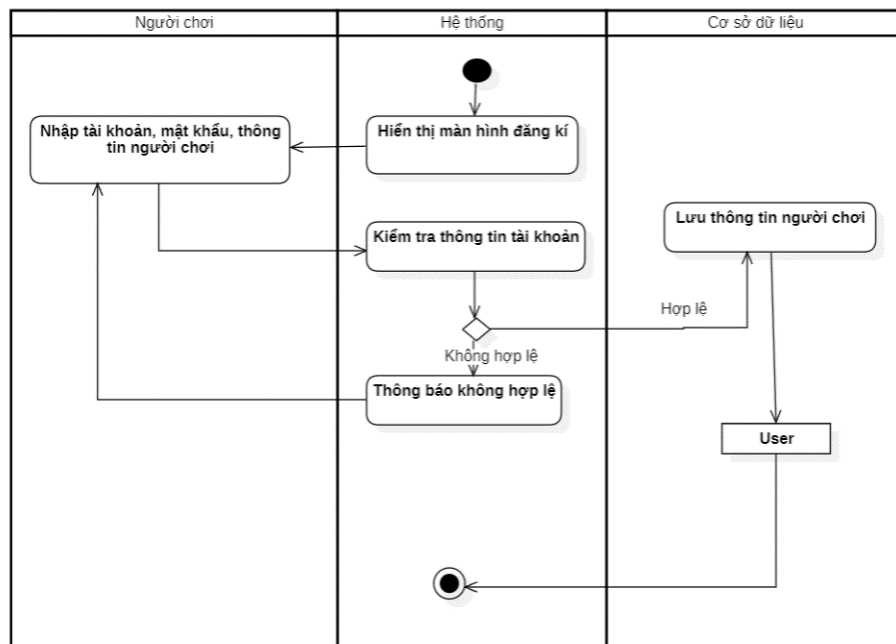 Người chơi
Hệ thống
Cơ sở dữ liệu
Hiển thị màn hình đăng kí
Nhập tài khoản, mật khẩu, thông
tin người chơi
Kiểm tra thông tin tài khoản
Lưu thông tin người chơi
Hợp lệ
Không hợp lệ
Thông báo không hợp lệ
User